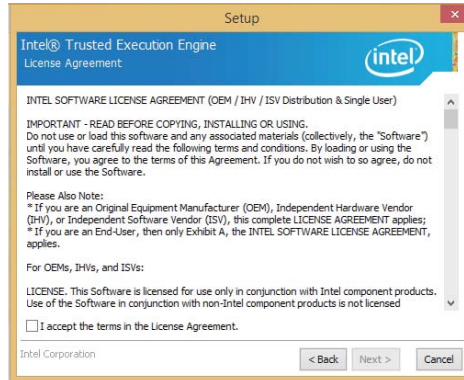 Setup
Intel® Trusted Execution Engine
License Agreement
intel
INTEL SOFTWARE LICENSE AGREEMENT (OEM / IHV / ISV Distribution & Single User)
IMPORTANT - READ BEFORE COPYING, INSTALLING OR USING.
Do not use or load this software and any associated materials (collectively, the "Software")
until you have carefully read the following terms and conditions. By loading or using the
Software, you agree to the terms of this Agreement. If you do not wish to so agree, do not
install or use the Software.
Please Also Note:
* If you are an Original Equipment Manufacturer (OEM), Independent Hardware Vendor
(IHV), or Independent Software Vendor (ISV), this complete LICENSE AGREEMENT applies;
* If you are an End-User, then only Exhibit A, the INTEL SOFTWARE LICENSE AGREEMENT,
applies.
For OEMs, IHVs, and ISVs:
LICENSE. This Software is licensed for use only in conjunction with Intel component products.
Use of the Software in conjunction with non-Intel component products is not licensed
I accept the terms in the License Agreement.
Intel Corporation
< Back
Next >
Cancel